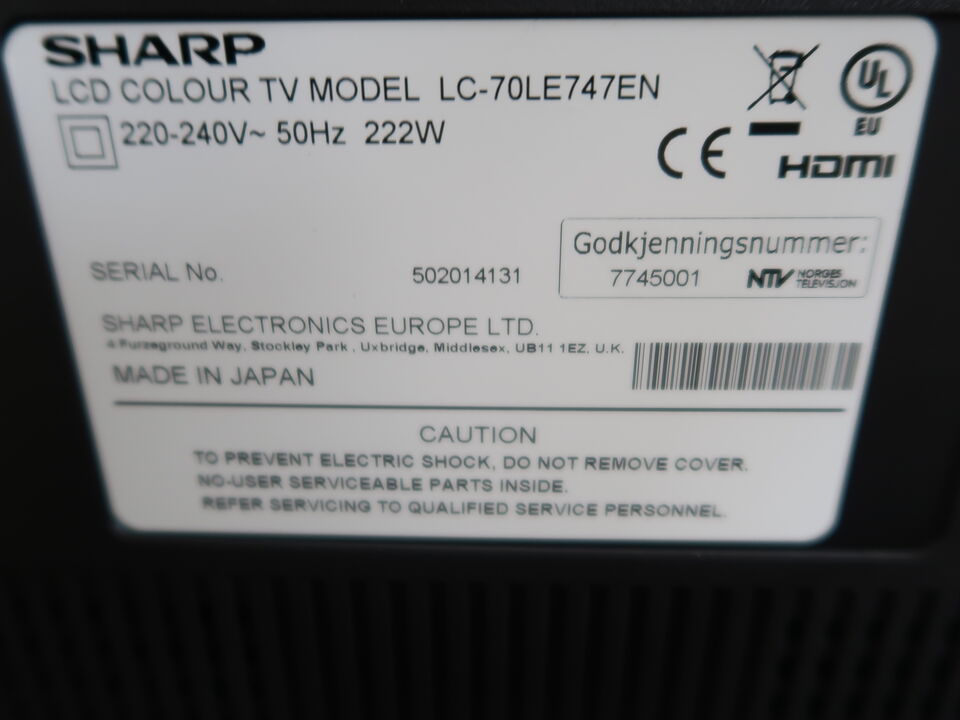 SHARP
LCD COLOUR TV MODEL LC-70LE747EN
220-240V~ 50Hz 222W
UL
EU
CE
HDMI
Godkjenningsnummer:
7745001 NTV NORGES TELEVISJON
SERIAL No. 502014131
SHARP ELECTRONICS EUROPE LTD.
4 Furzeground Way, Stockley Park , Uxbridge, Middlesex, UB11 1EZ, U.K.
MADE IN JAPAN
CAUTION
TO PREVENT ELECTRIC SHOCK, DO NOT REMOVE COVER.
NO-USER SERVICEABLE PARTS INSIDE.
REFER SERVICING TO QUALIFIED SERVICE PERSONNEL.